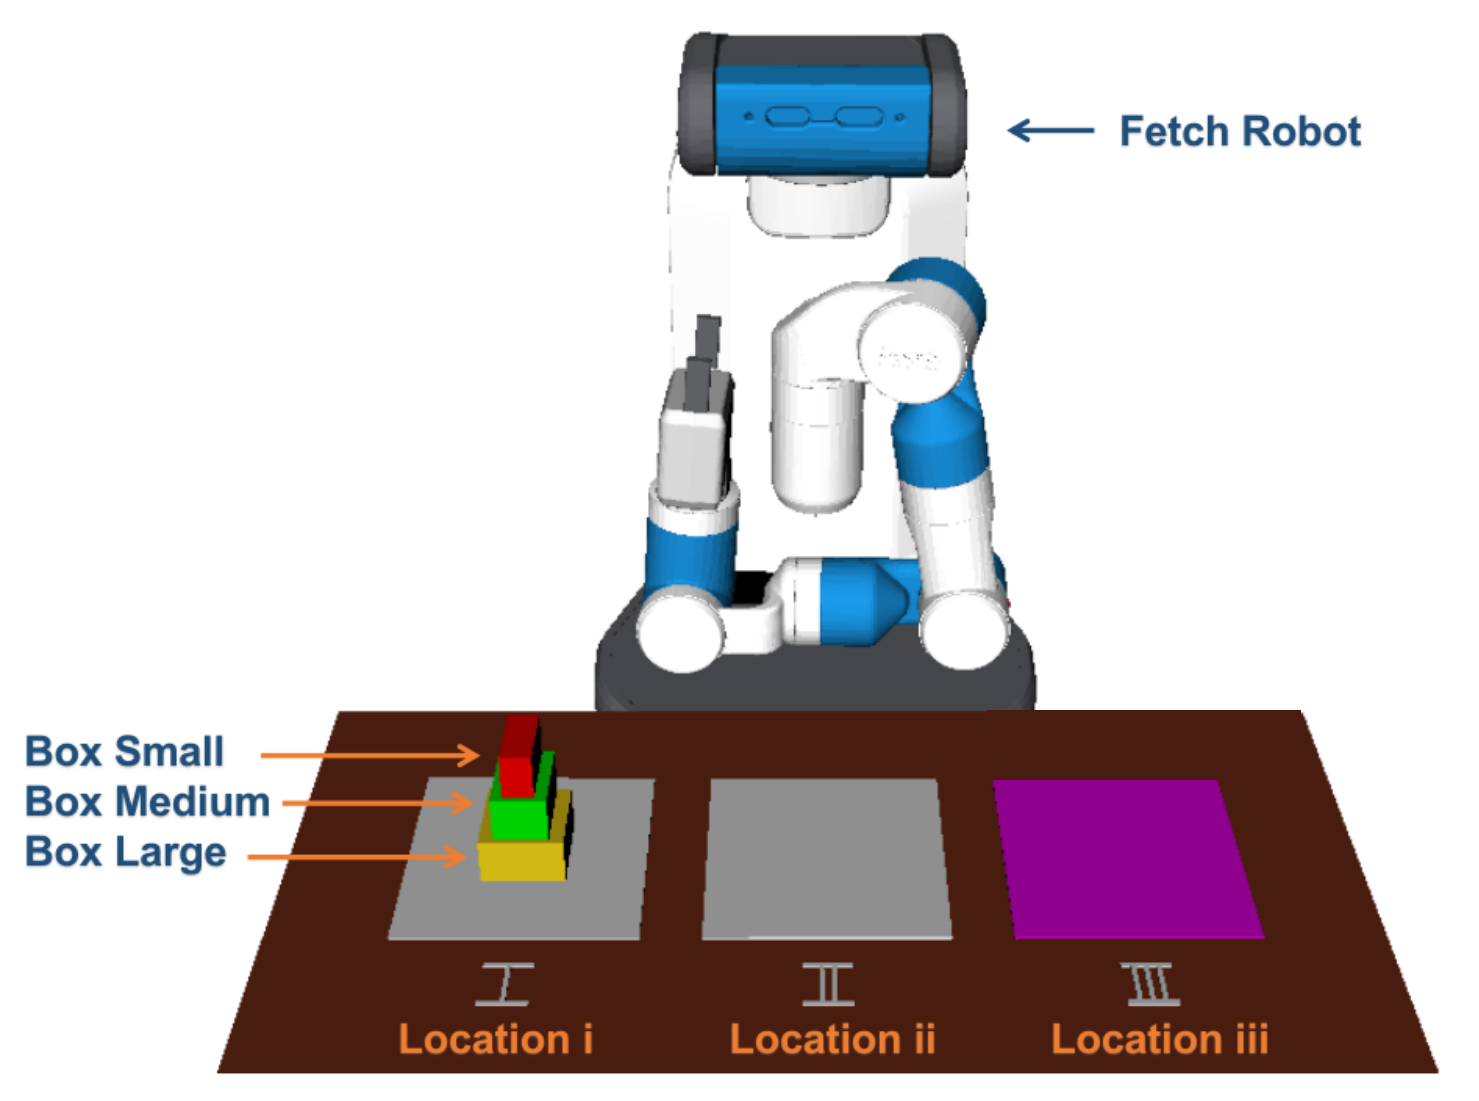 Fetch Robot
Box Small
Box Medium
Box Large
I II III
Location i Location ii Location iii